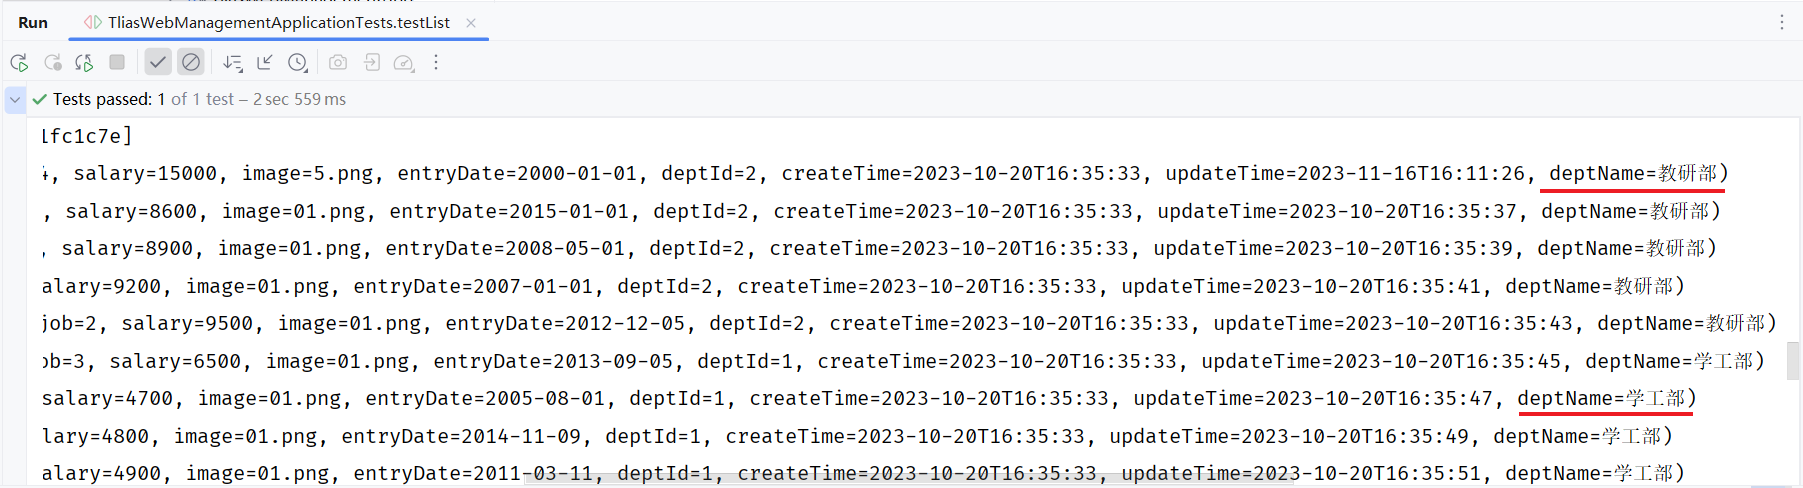 Run TliasWebManagementApplicationTests.testList
Tests passed: 1 of 1 test – 2 sec 559 ms
1fc1c7e]
4, salary=15000, image=5.png, entryDate=2000-01-01, deptId=2, createTime=2023-10-20T16:35:33, updateTime=2023-11-16T16:11:26, deptName=教研部)
, salary=8600, image=01.png, entryDate=2015-01-01, deptId=2, createTime=2023-10-20T16:35:33, updateTime=2023-10-20T16:35:37, deptName=教研部)
, salary=8900, image=01.png, entryDate=2008-05-01, deptId=2, createTime=2023-10-20T16:35:33, updateTime=2023-10-20T16:35:39, deptName=教研部)
alary=9200, image=01.png, entryDate=2007-01-01, deptId=2, createTime=2023-10-20T16:35:33, updateTime=2023-10-20T16:35:41, deptName=教研部)
job=2, salary=9500, image=01.png, entryDate=2012-12-05, deptId=2, createTime=2023-10-20T16:35:33, updateTime=2023-10-20T16:35:43, deptName=教研部)
ob=3, salary=6500, image=01.png, entryDate=2013-09-05, deptId=1, createTime=2023-10-20T16:35:33, updateTime=2023-10-20T16:35:45, deptName=学工部)
salary=4700, image=01.png, entryDate=2005-08-01, deptId=1, createTime=2023-10-20T16:35:33, updateTime=2023-10-20T16:35:47, deptName=学工部)
lary=4800, image=01.png, entryDate=2014-11-09, deptId=1, createTime=2023-10-20T16:35:33, updateTime=2023-10-20T16:35:49, deptName=学工部)
alary=4900, image=01.png, entryDate=2011-03-11, deptId=1, createTime=2023-10-20T16:35:33, updateTime=2023-10-20T16:35:51, deptName=学工部)